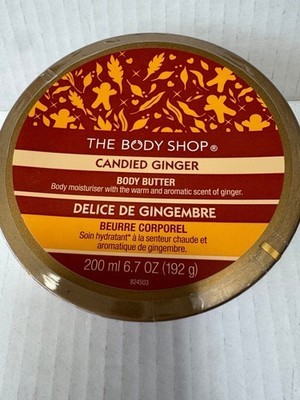 THE BODY SHOP®
CANDIED GINGER
BODY BUTTER
Body moisturiser with the warm and aromatic scent of ginger.
DELICE DE GINGEMBRE
BEURRE CORPOREL
Soin hydratant* à la senteur chaude et
aromatique de gingembre.
200 ml 6.7 OZ (192 g)
824503